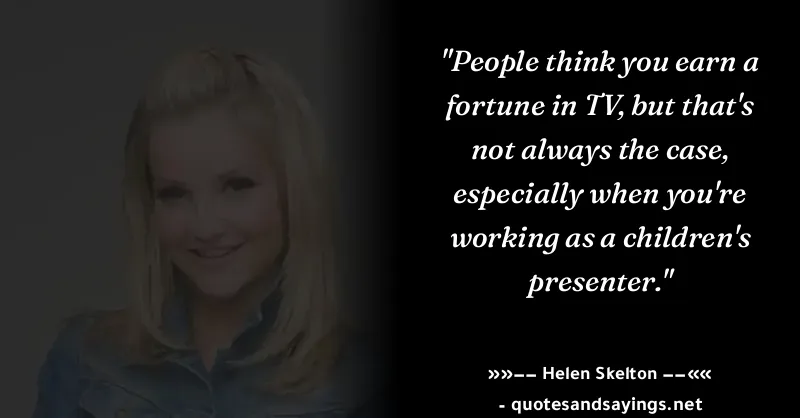 "People think you earn a
fortune in TV, but that's
not always the case,
especially when you're
working as a children's
presenter."
»»–– Helen Skelton ––««
- quotesandsayings.net